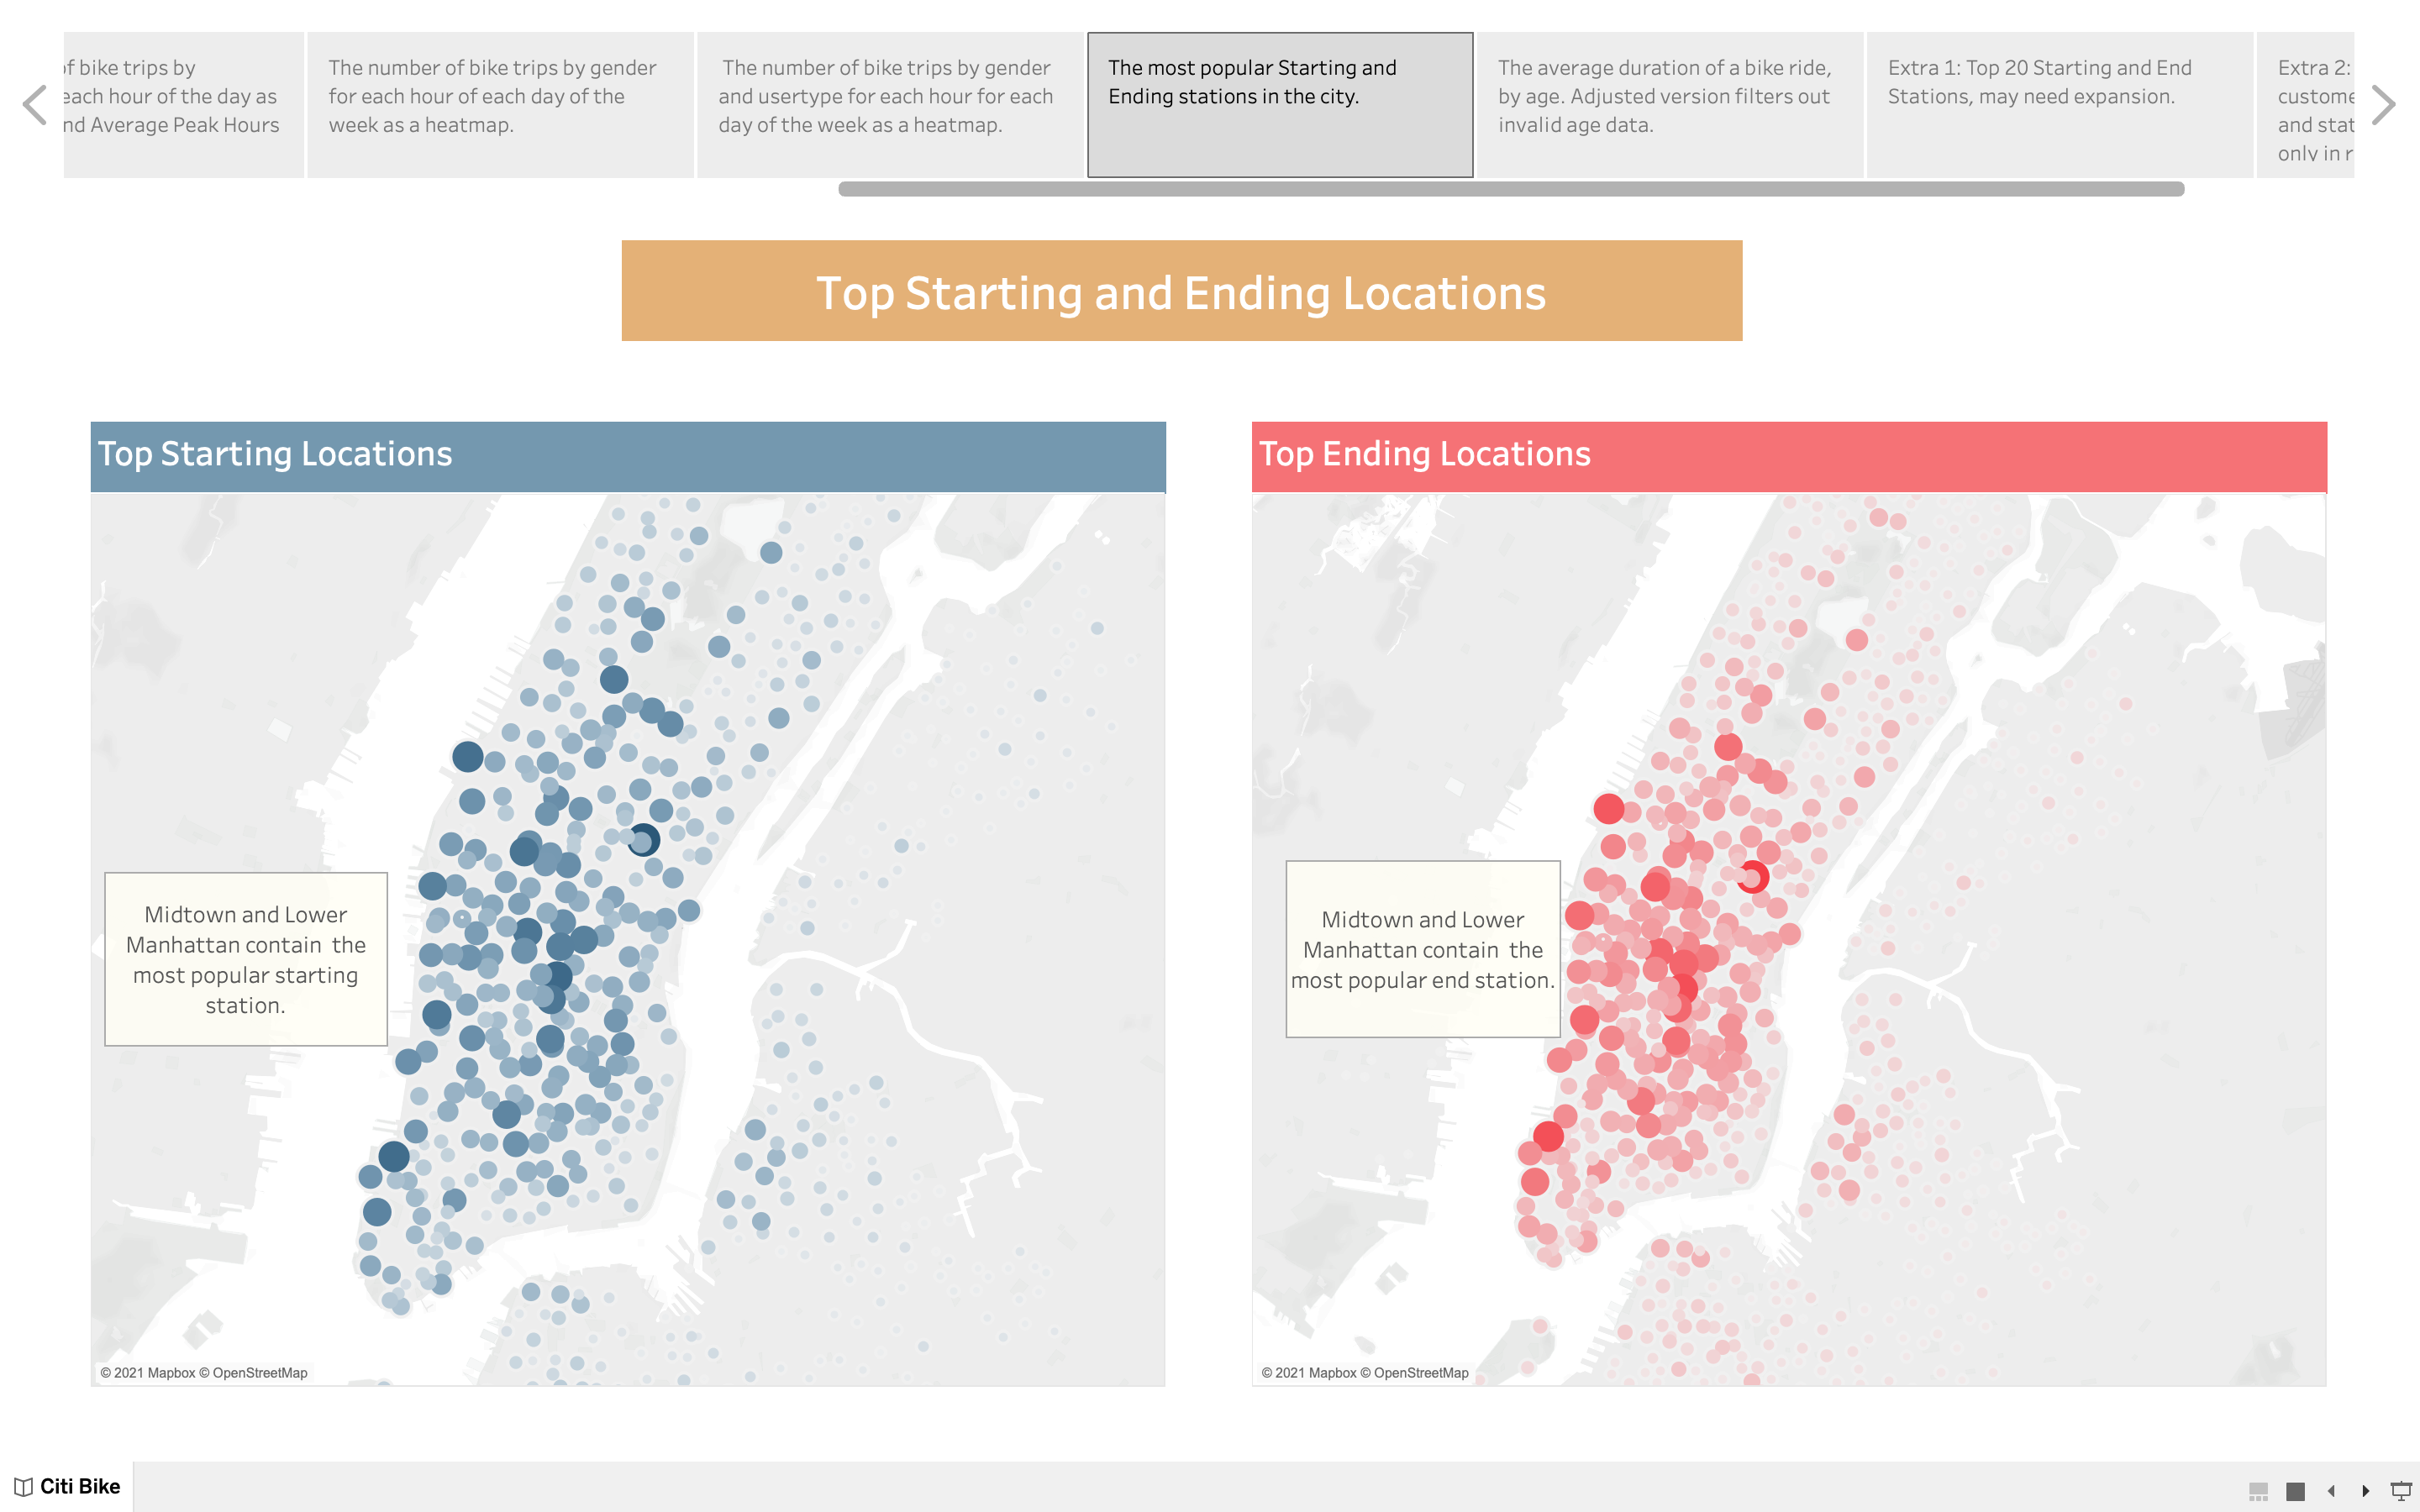 of bike trips by
each hour of the day as
nd Average Peak Hours
The number of bike trips by gender
for each hour of each day of the
week as a heatmap.
The number of bike trips by gender
and usertype for each hour for each
day of the week as a heatmap.
The most popular Starting and
Ending stations in the city.
The average duration of a bike ride,
by age. Adjusted version filters out
invalid age data.
Extra 1: Top 20 Starting and End
Stations, may need expansion.
Extra 2:
custome
and stat
only in r
Top Starting and Ending Locations
Top Starting Locations
Midtown and Lower
Manhattan contain the
most popular starting
station.
© 2021 Mapbox © OpenStreetMap
Top Ending Locations
Midtown and Lower
Manhattan contain the
most popular end station.
© 2021 Mapbox © OpenStreetMap
Citi Bike